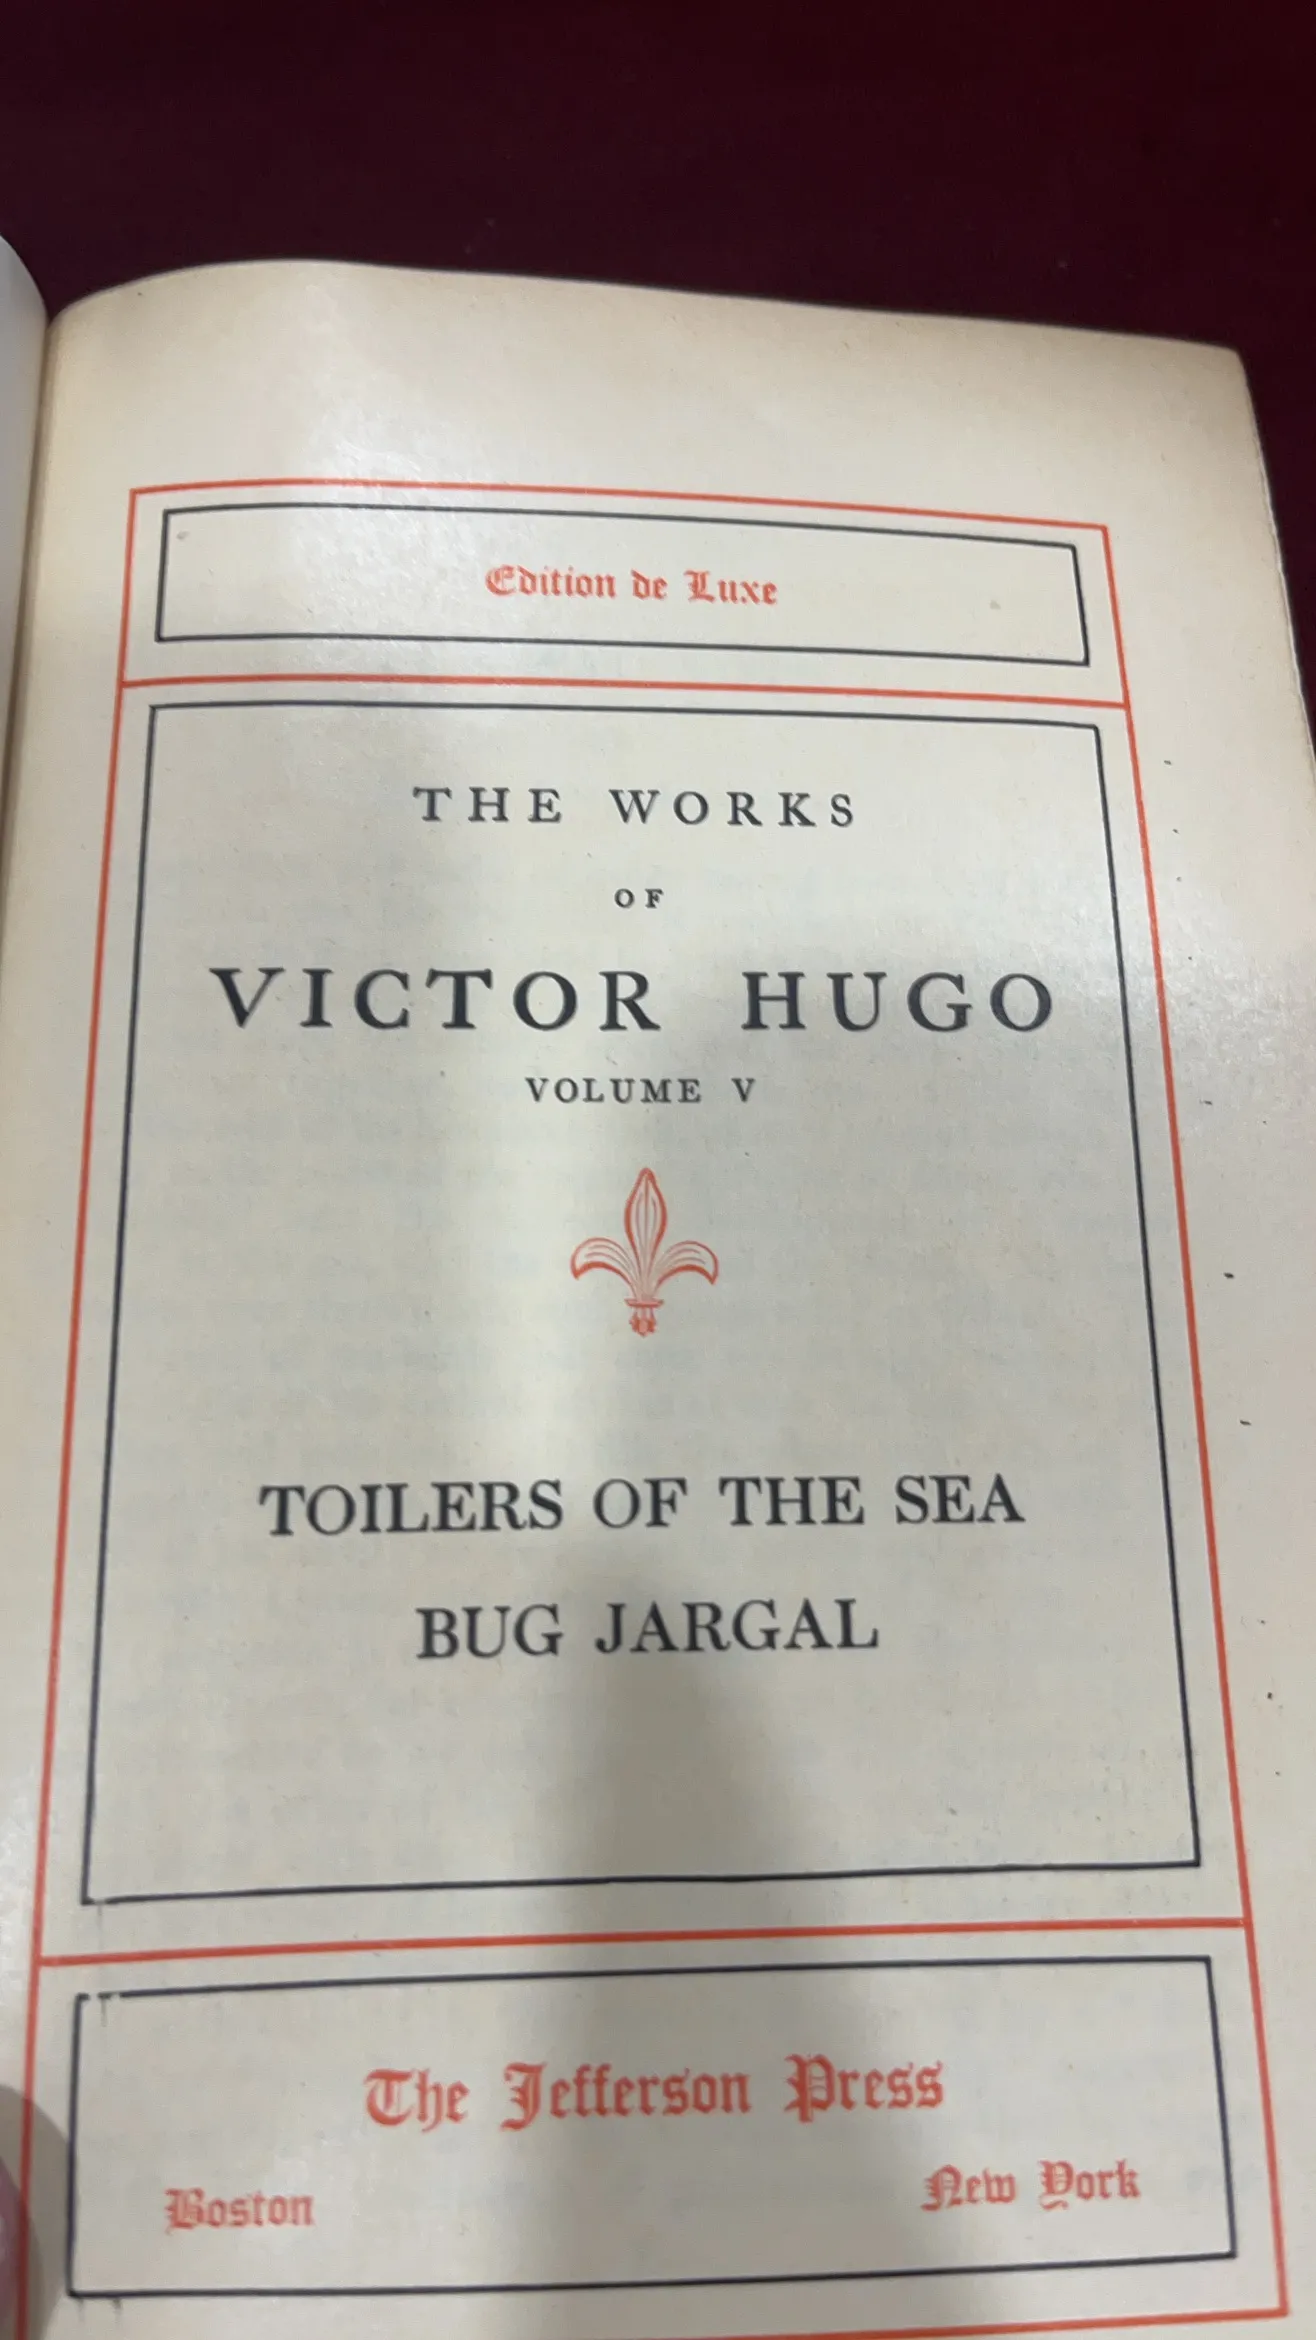 Edition de Luxe
THE WORKS
OF
VICTOR HUGO
VOLUME V
TOILERS OF THE SEA
BUG JARGAL
The Jefferson Press
Boston New York